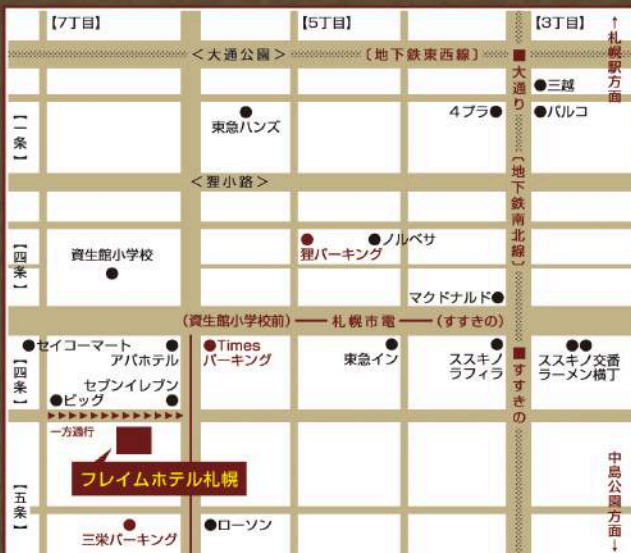 【7丁目】
【5丁目】
【3丁目】
↑札幌駅方面
＜大通公園＞
〔地下鉄東西線〕
■大通り
●三越
4プラ●
●パルコ
東急ハンズ
【一条】
〔地下鉄南北線〕
＜狸小路＞
【四条】
資生館小学校
狸パーキング
●ノルベサ
マクドナルド●
(資生館小学校前)
札幌市電
(すすきの)
●セイコーマート
アパホテル
●Times
パーキング
東急イン
ススキノ
ラフィラ
■すすきの
ススキノ交番
ラーメン横丁
【四条】
セブンイレブン
●ビッグ
一方通行
フレイムホテル札幌
中島公園方面↓
【五条】
三栄パーキング
●ローソン